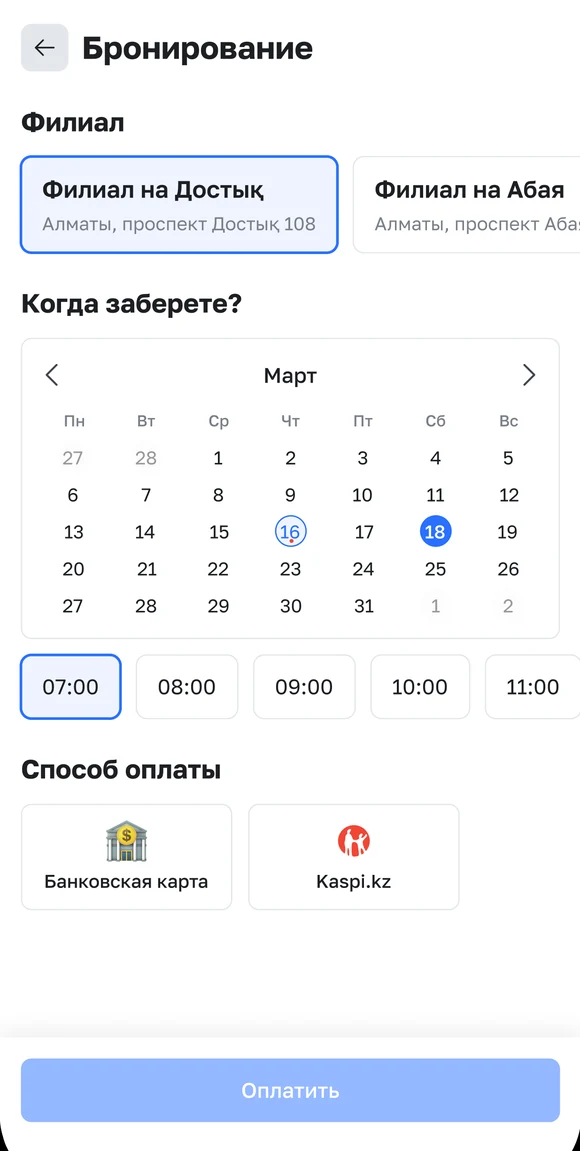 Бронирование
Филиал
Филиал на Достық Филиал на Абая
Алматы, проспект Достық 108 Алматы, проспект
Когда заберете?
Март
Пн Вт Ср Чт Пт Сб Вс
27 28 1 2 3 4 5
6 7 8 9 10 11 12
13 14 15 16 17 18 19
20 21 22 23 24 25 26
27 28 29 30 31 1 2
07:00 08:00 09:00 10:00 11:00
Способ оплаты
$
Банковская карта Kaspi.kz
Оплатить